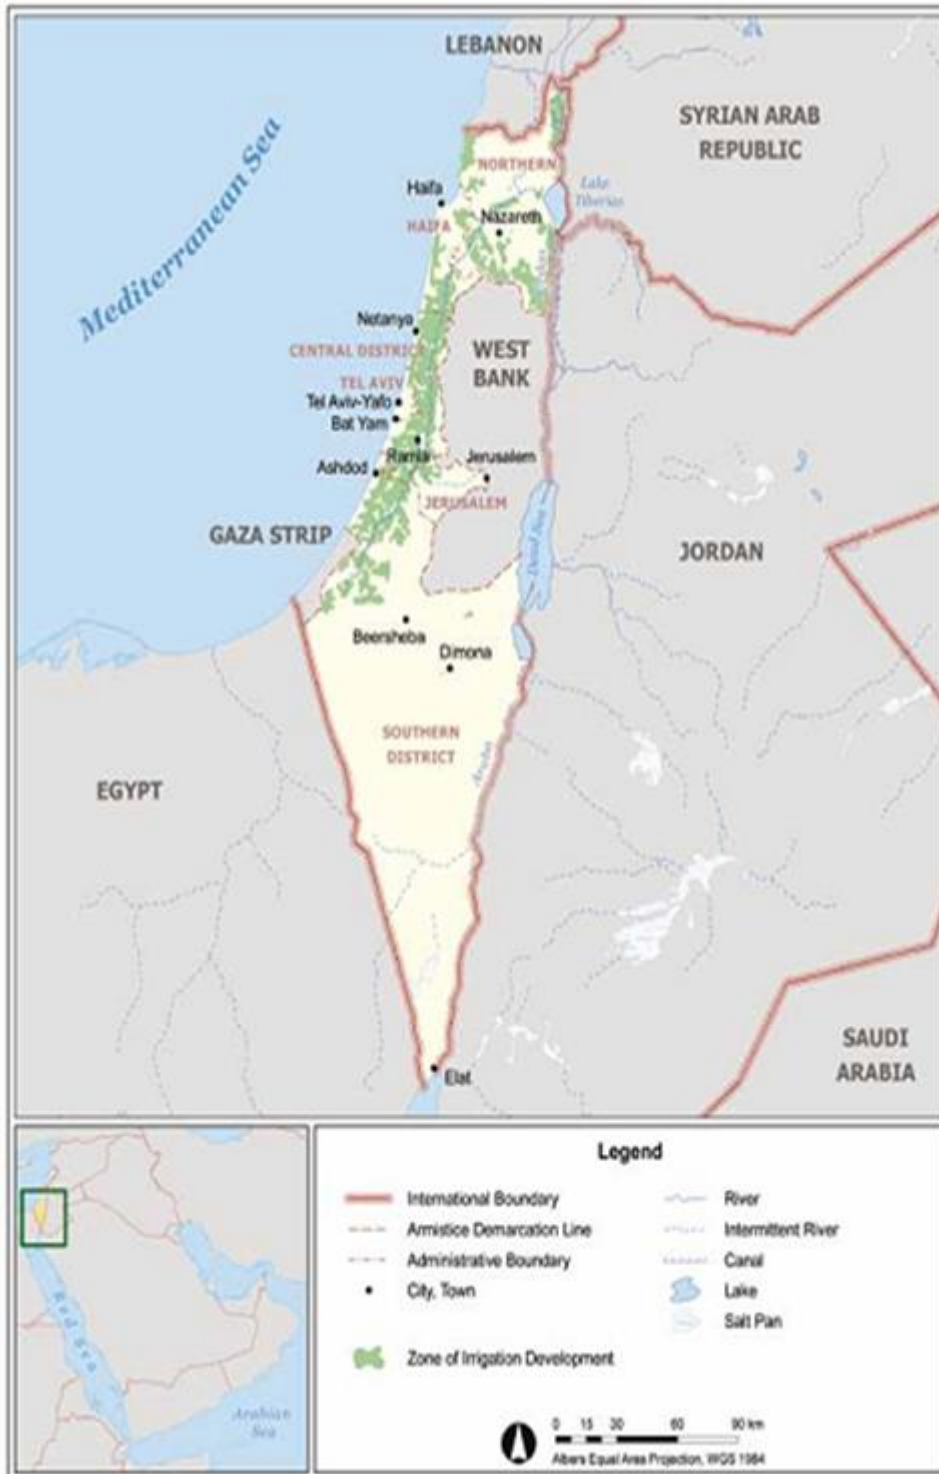 LEBANON
SYRIAN ARAB
REPUBLIC
Mediterranean Sea
NORTHERN
Lake
Tiberias
Haifa
HAIFA
Nazareth
Netanya
CENTRAL DISTRICT
WEST
BANK
TEL AVIV
Tel Aviv-Yafo
Bat Yam
Ramla
Jerusalem
Ashdod
JERUSALEM
GAZA STRIP
Dead Sea
JORDAN
Beersheba
Dimona
SOUTHERN
DISTRICT
EGYPT
SAUDI
ARABIA
Elat
Red Sea
Arabian
Sea
Legend
International Boundary
Armistice Demarcation Line
Administrative Boundary
City, Town
Zone of Irrigation Development
River
Intermittent River
Canal
Lake
Salt Pan
0 15 30 60 90 km
Albers Equal Area Projection, WGS 1984